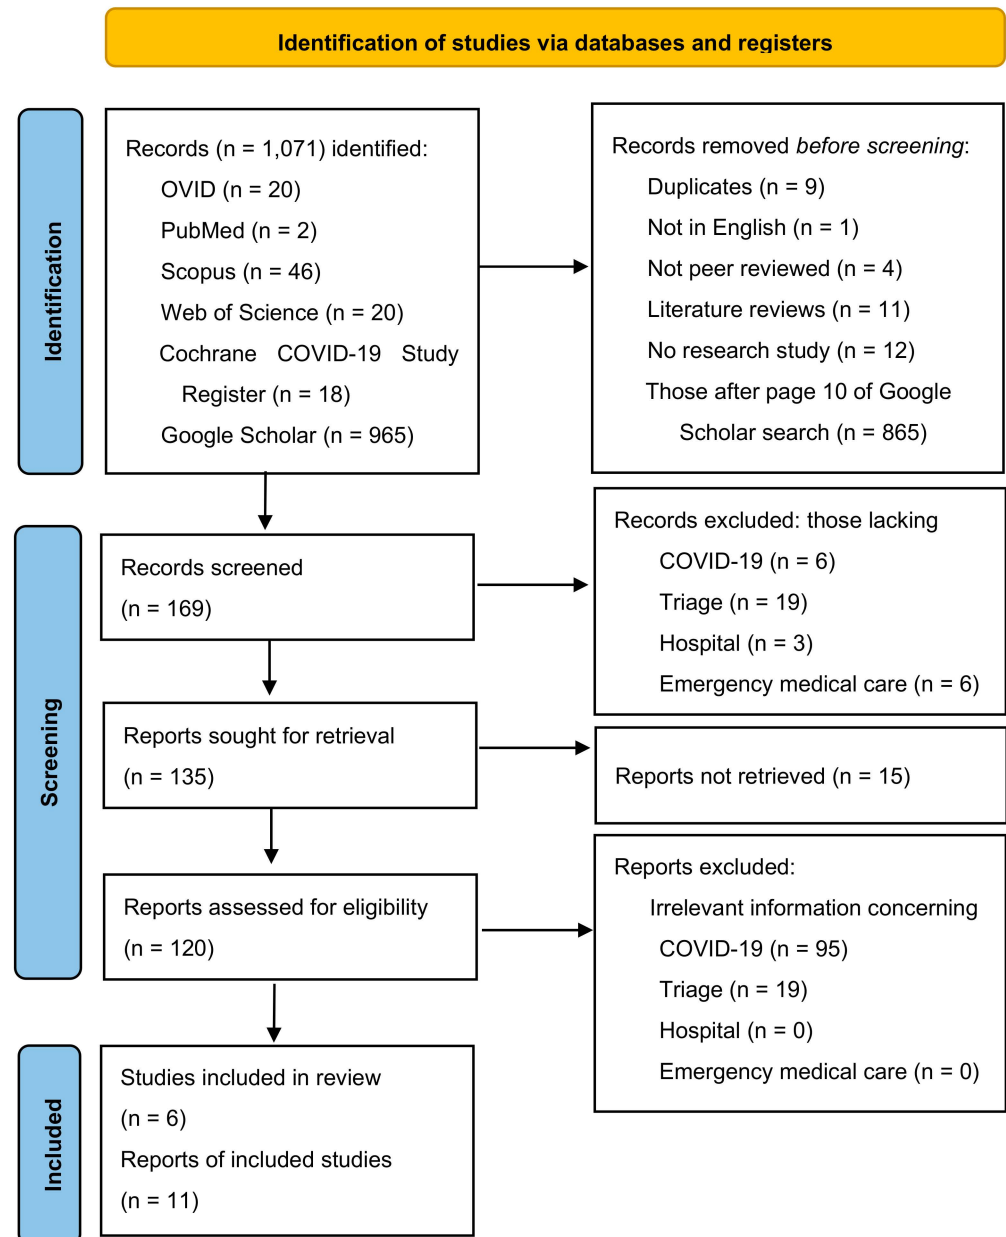 Identification of studies via databases and registers
Identification
Records (n = 1,071) identified:
OVID (n = 20)
PubMed (n = 2)
Scopus (n = 46)
Web of Science (n = 20)
Cochrane COVID-19 Study
Register (n = 18)
Google Scholar (n = 965)
Records removed before screening:
Duplicates (n = 9)
Not in English (n = 1)
Not peer reviewed (n = 4)
Literature reviews (n = 11)
No research study (n = 12)
Those after page 10 of Google
Scholar search (n = 865)
Screening
Records screened
(n = 169)
Records excluded: those lacking
COVID-19 (n = 6)
Triage (n = 19)
Hospital (n = 3)
Emergency medical care (n = 6)
Reports sought for retrieval
(n = 135)
Reports not retrieved (n = 15)
Reports assessed for eligibility
(n = 120)
Reports excluded:
Irrelevant information concerning
COVID-19 (n = 95)
Triage (n = 19)
Hospital (n = 0)
Emergency medical care (n = 0)
Included
Studies included in review
(n = 6)
Reports of included studies
(n = 11)